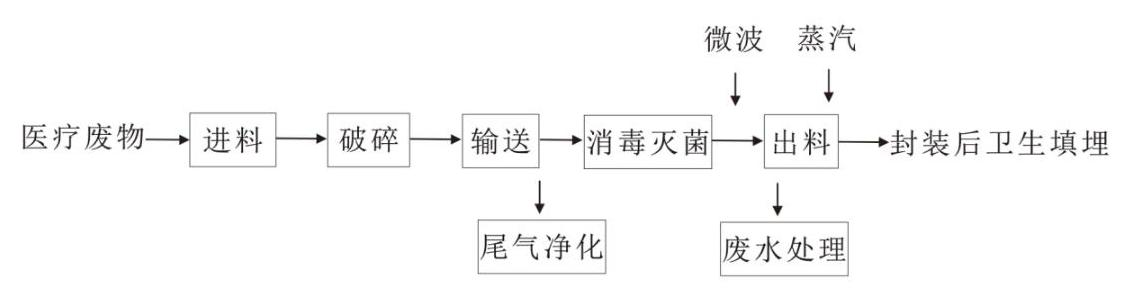 微波 蒸汽
医疗废物 进料 破碎 输送 消毒灭菌 出料 封装后卫生填埋
尾气净化 废水处理